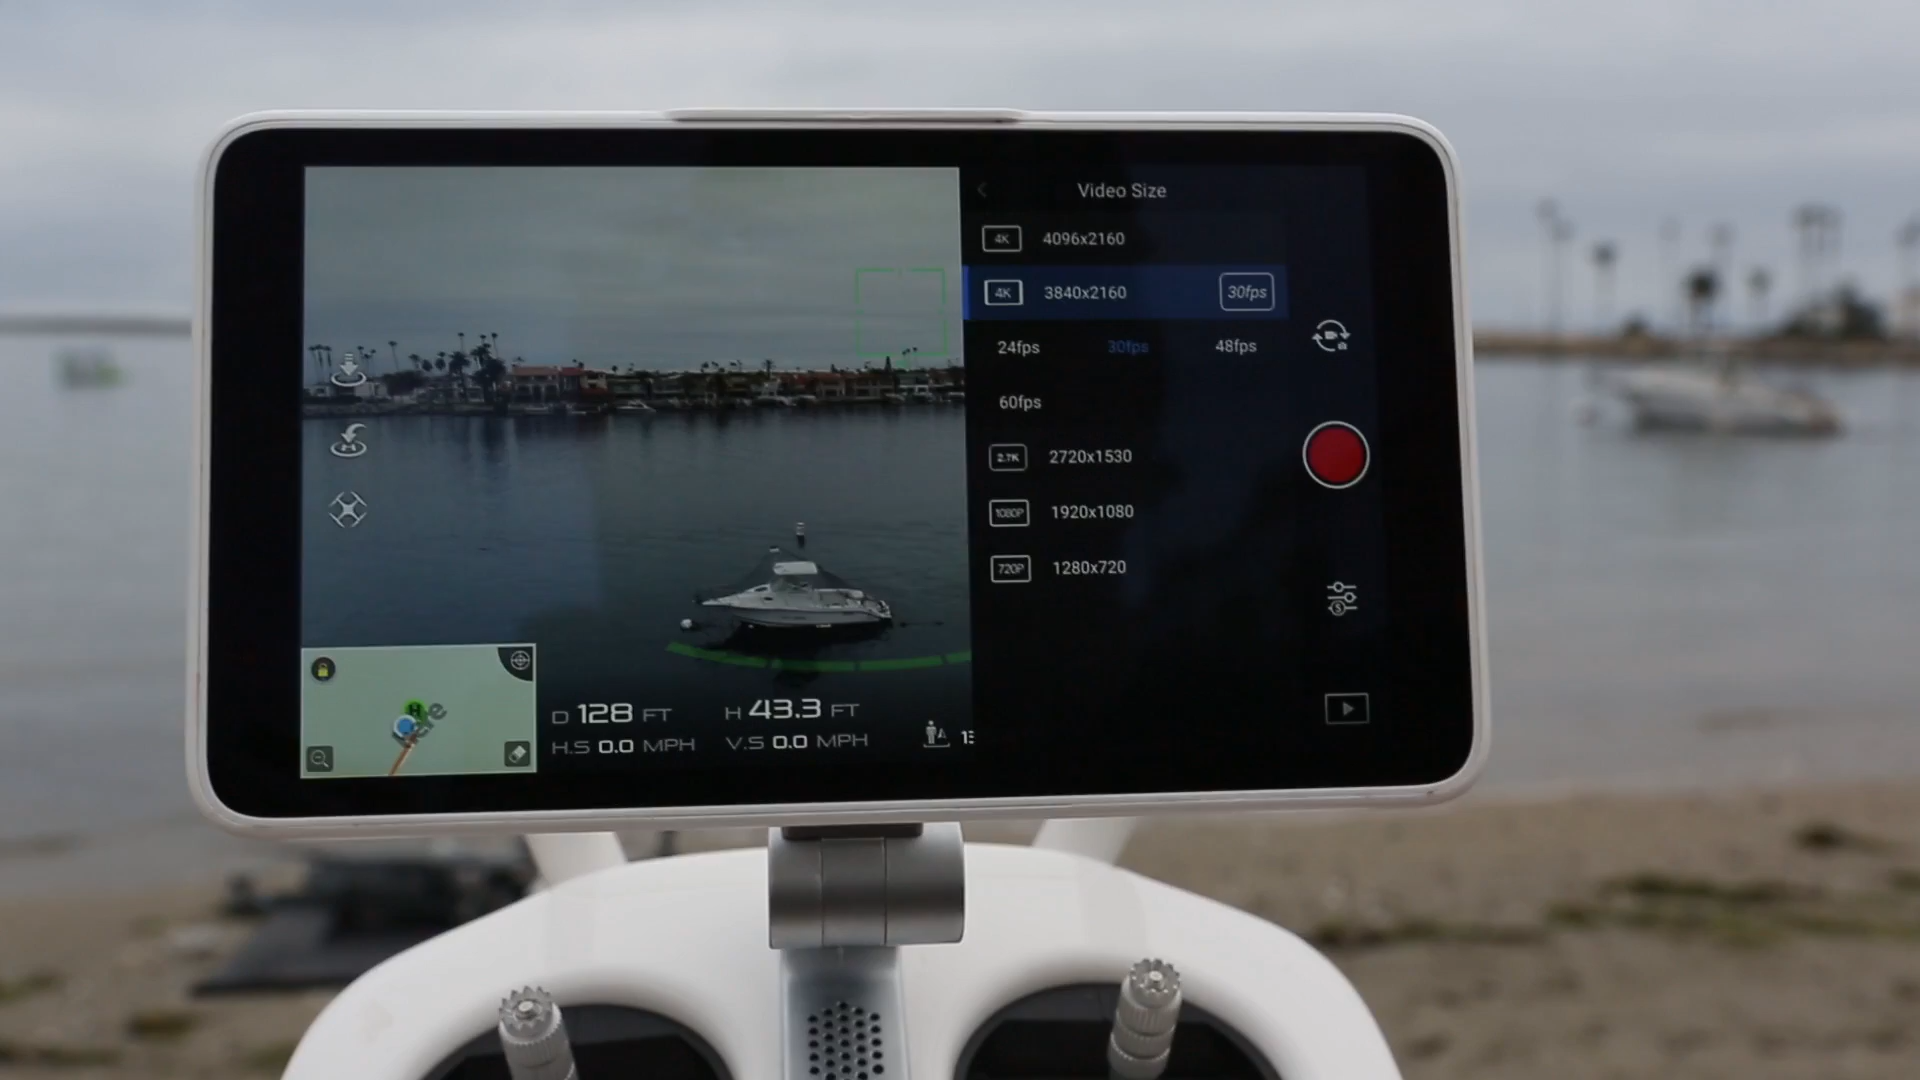 Video Size
4K 4096x2160
4K 3840x2160 30fps
24fps 30fps 48fps
60fps
2.7K 2720x1530
1080P 1920x1080
720P 1280x720
S
H
D 128 FT H 43.3 FT
H.S 0.0 MPH V.S 0.0 MPH